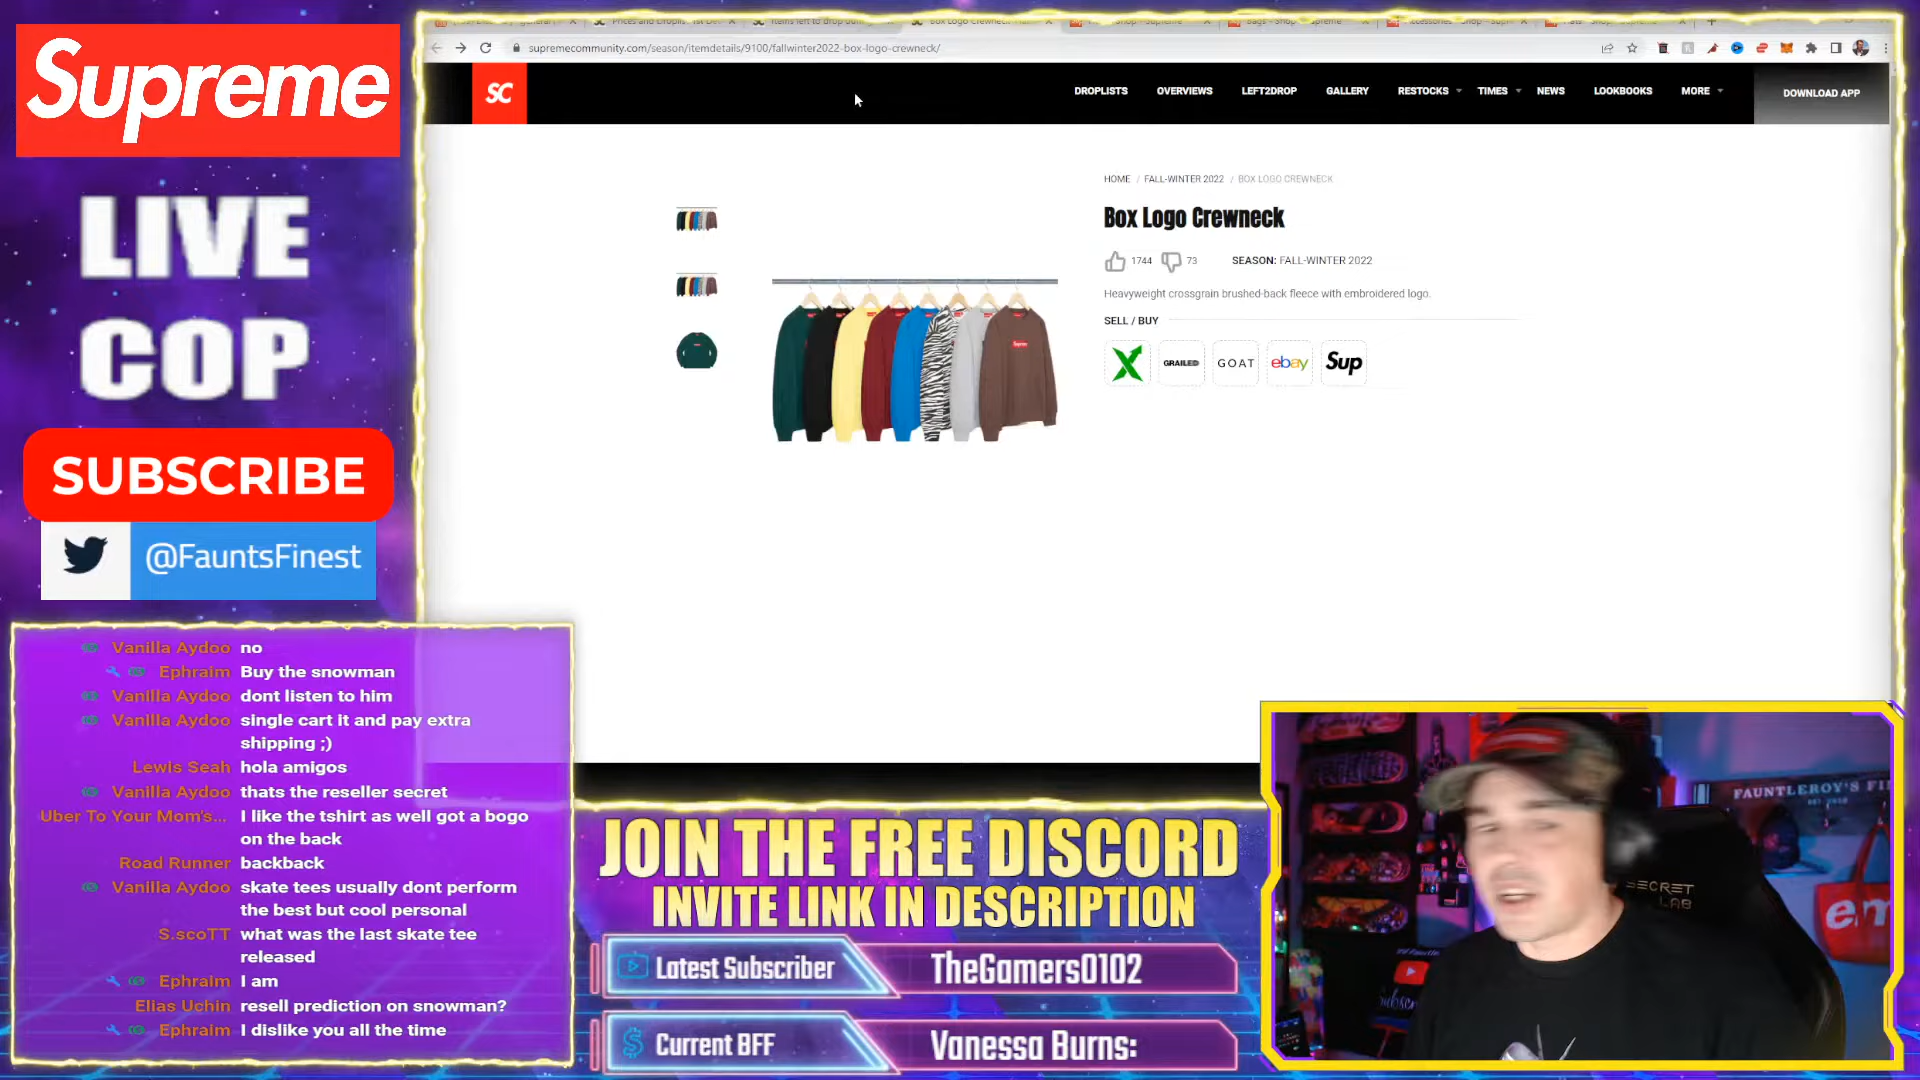 Supreme
LIVE
COP
SUBSCRIBE
@FauntsFinest
supremecommunity.com/season/itemdetails/9100/fallwinter2022-box-logo-crewneck/
SC
DROPLISTS OVERVIEWS LEFT2DROP GALLERY RESTOCKS TIMES NEWS LOOKBOOKS MORE DOWNLOAD APP
HOME / FALL-WINTER 2022 / BOX LOGO CREWNECK
Box Logo Crewneck
1744 73 SEASON: FALL-WINTER 2022
Heavyweight crossgrain brushed-back fleece with embroidered logo.
SELL / BUY
X GRAILED GOAT ebay Sup
Vanilla Aydoo no
Ephraim Buy the snowman
Vanilla Aydoo dont listen to him
Vanilla Aydoo single cart it and pay extra
shipping ;)
Lewis Seah hola amigos
Vanilla Aydoo thats the reseller secret
Uber To Your Mom's... I like the tshirt as well got a bogo
on the back
Road Runner backback
Vanilla Aydoo skate tees usually dont perform
the best but cool personal
S.scoTT what was the last skate tee
released
Ephraim I am
Elias Uchin resell prediction on snowman?
Ephraim I dislike you all the time
JOIN THE FREE DISCORD
INVITE LINK IN DESCRIPTION
Latest Subscriber TheGamers0102
Current BFF Vanessa Burns:
FAUNTLEROY'S FI
SECRET
LAB
em